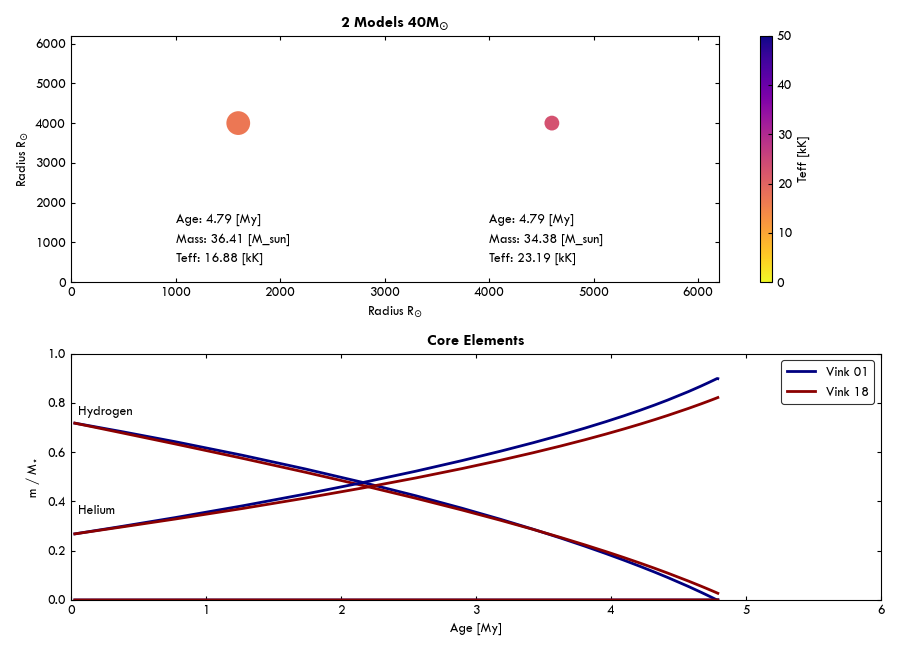 2 Models 40M☉
6000
5000
4000
3000
2000
1000
0
Radius R☉
Age: 4.79 [My]
Mass: 36.41 [M_sun]
Teff: 16.88 [kK]
Age: 4.79 [My]
Mass: 34.38 [M_sun]
Teff: 23.19 [kK]
0 1000 2000 3000 4000 5000 6000
Radius R☉
50
40
30
20
10
0
Teff [kK]
Core Elements
1.0
0.8
0.6
0.4
0.2
0.0
m / M⋆
Hydrogen
Helium
Vink 01
Vink 18
0 1 2 3 4 5 6
Age [My]